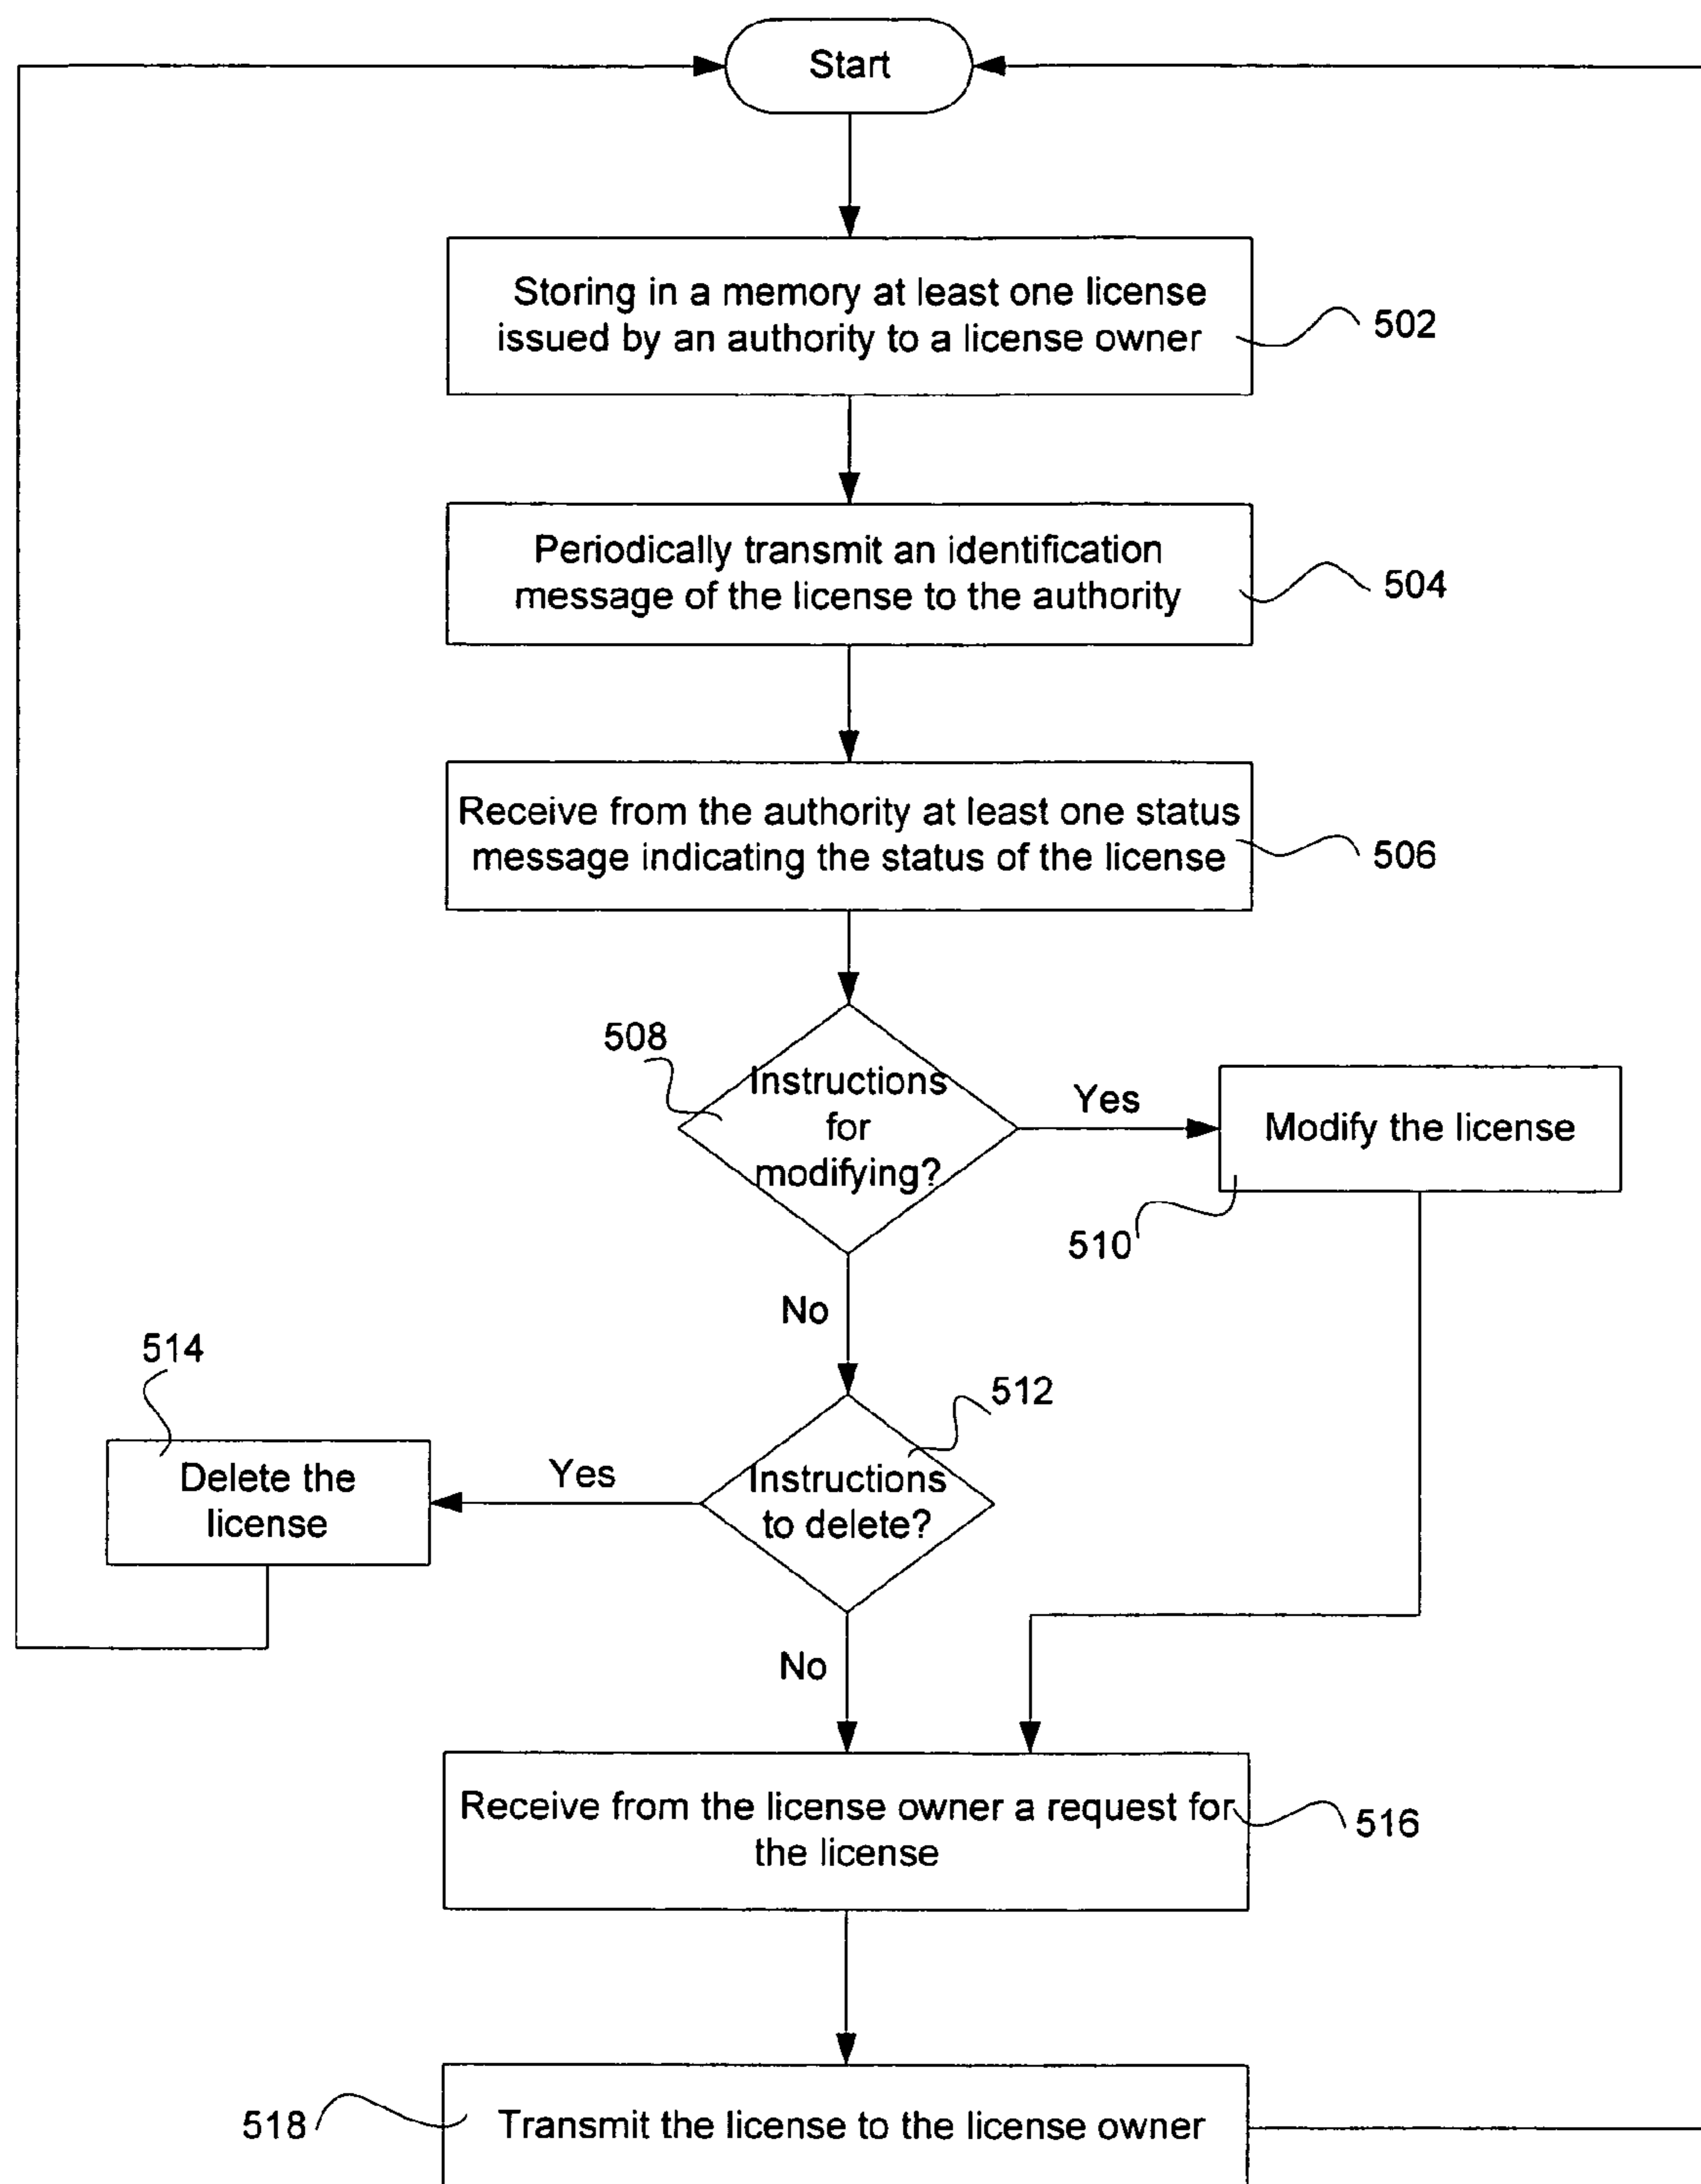 Start
Storing in a memory at least one license
issued by an authority to a license owner
502
Periodically transmit an identification
message of the license to the authority
504
Receive from the authority at least one status
message indicating the status of the license
506
508
Instructions
for
modifying?
Yes
Modify the license
510
No
514
512
Delete the
license
Yes
Instructions
to delete?
No
Receive from the license owner a request for
the license
516
518
Transmit the license to the license owner